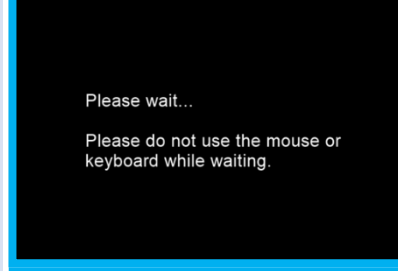 Please wait...
Please do not use the mouse or
keyboard while waiting.